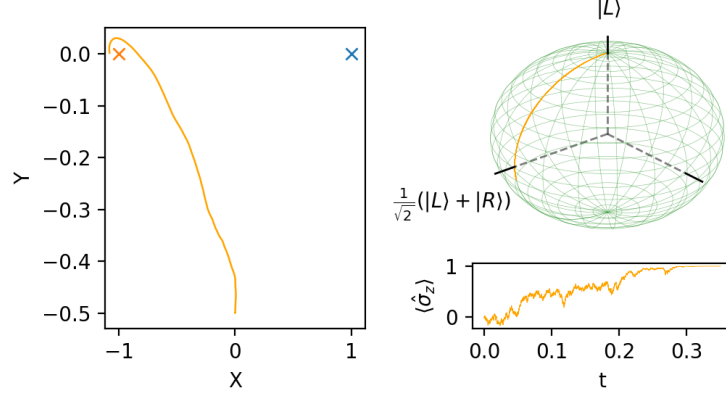 0.0
−0.1
−0.2
−0.3
−0.4
−0.5
Y
−1 0 1
X
|L⟩
1/√2 (|L⟩ + |R⟩)
1
0
⟨σ̂z⟩
0.0 0.1 0.2 0.3
t